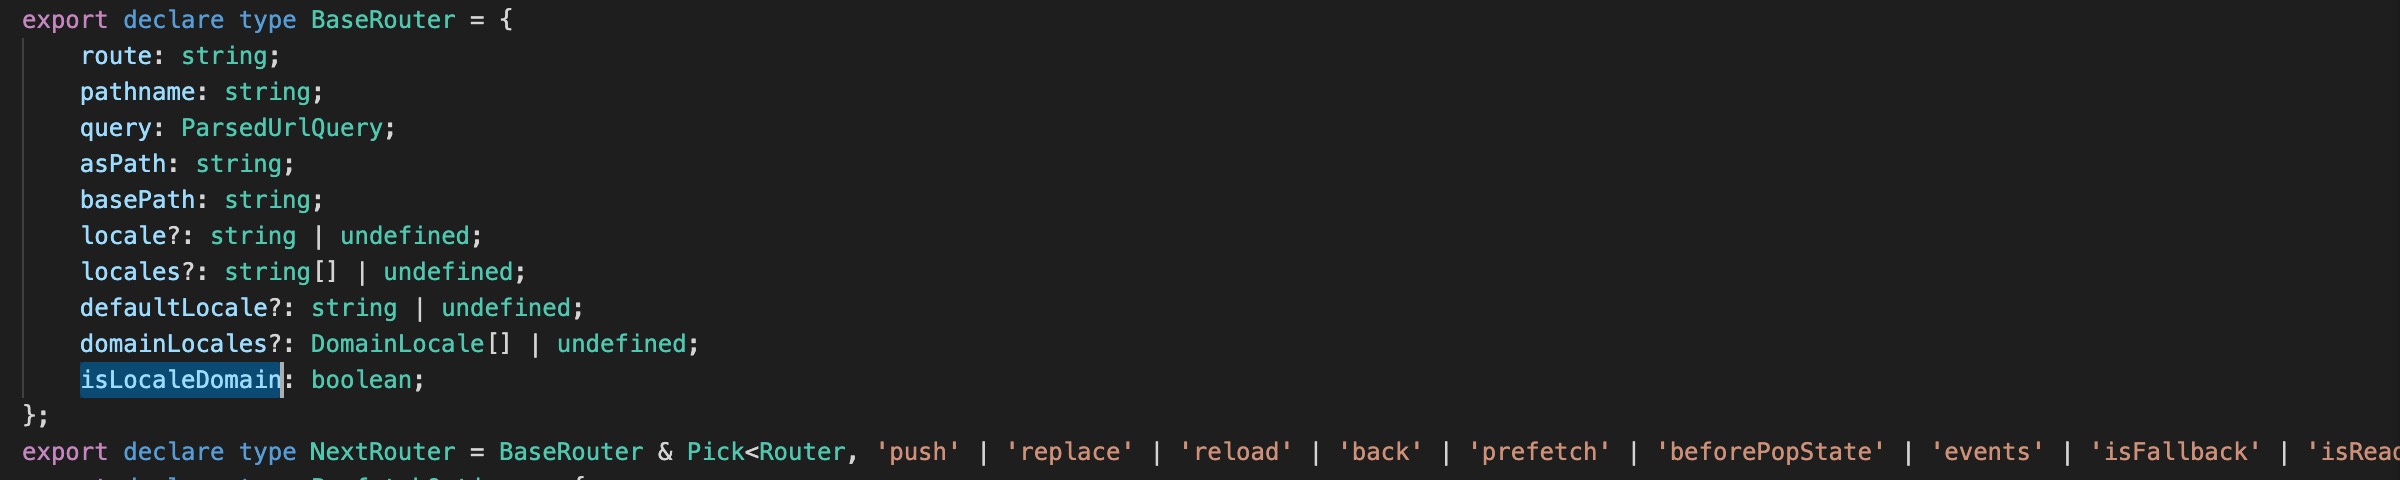 export declare type BaseRouter = {
    route: string;
    pathname: string;
    query: ParsedUrlQuery;
    asPath: string;
    basePath: string;
    locale?: string | undefined;
    locales?: string[] | undefined;
    defaultLocale?: string | undefined;
    domainLocales?: DomainLocale[] | undefined;
    isLocaleDomain: boolean;
};
export declare type NextRouter = BaseRouter & Pick<Router, 'push' | 'replace' | 'reload' | 'back' | 'prefetch' | 'beforePopState' | 'events' | 'isFallback' |